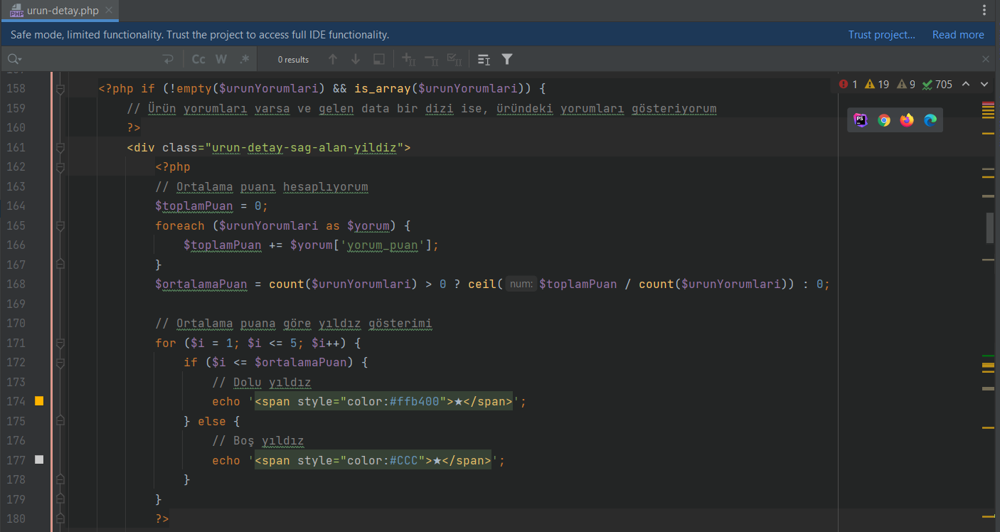 urun-detay.php
Safe mode, limited functionality. Trust the project to access full IDE functionality. Trust project... Read more
Cc W .* 0 results
1 19 9 705
158 <?php if (!empty($urunYorumlari) && is_array($urunYorumlari)) {
159 // Ürün yorumları varsa ve gelen data bir dizi ise, üründeki yorumları gösteriyorum
160 ?>
161 <div class="urun-detay-sag-alan-yildiz">
162 <?php
163 // Ortalama puanı hesaplıyorum
164 $toplamPuan = 0;
165 foreach ($urunYorumlari as $yorum) {
166 $toplamPuan += $yorum['yorum_puan'];
167 }
168 $ortalamaPuan = count($urunYorumlari) > 0 ? ceil( num: $toplamPuan / count($urunYorumlari)) : 0;
169
170 // Ortalama puana göre yıldız gösterimi
171 for ($i = 1; $i <= 5; $i++) {
172 if ($i <= $ortalamaPuan) {
173 // Dolu yıldız
174 echo '<span style="color:#ffb400">★</span>';
175 } else {
176 // Boş yıldız
177 echo '<span style="color:#CCC">★</span>';
178 }
179 }
180 ?>